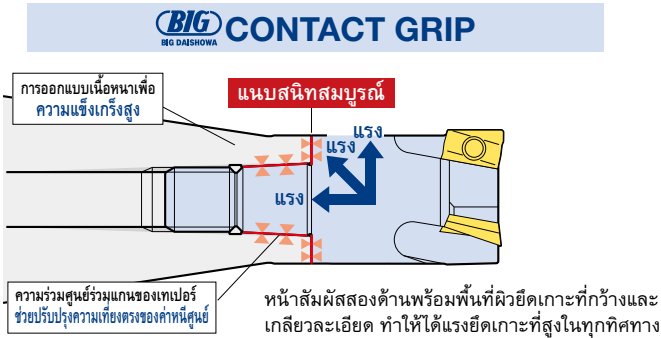 BIG CONTACT GRIP
BIG DAISHOWA
การออกแบบเนื้อหนาเพื่อ
ความแข็งเกร็งสูง
แนบสนิทสมบูรณ์
แรง
แรง
แรง
ความร่วมศูนย์ร่วมแกนของเทเปอร์
ช่วยปรับปรุงความเที่ยงตรงของค่าหนีศูนย์
หน้าสัมผัสสองด้านพร้อมพื้นที่ผิวยึดเกาะที่กว้างและ
เกลียวละเอียด ทำให้ได้แรงยึดเกาะที่สูงในทุกทิศทาง